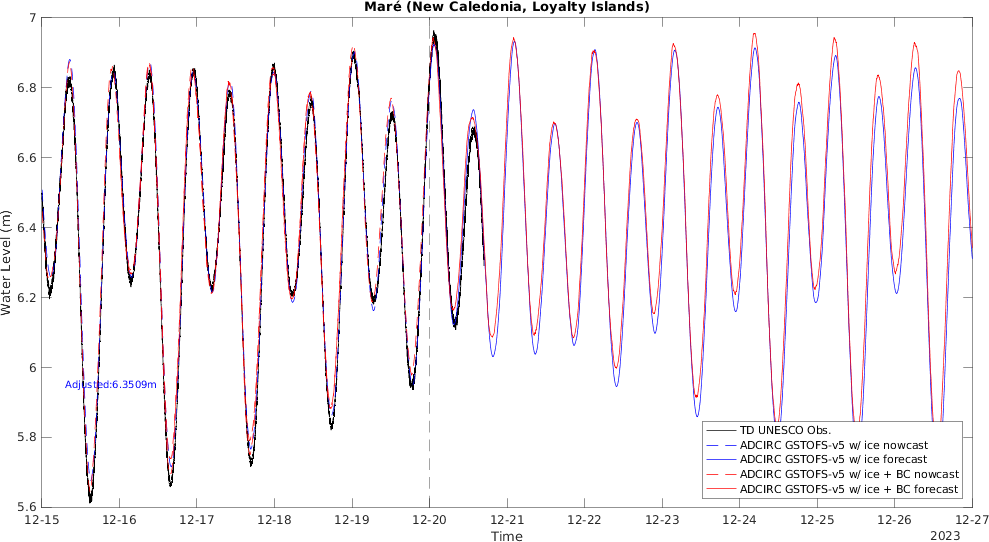 Maré (New Caledonia, Loyalty Islands)
7
6.8
6.6
6.4
6.2
6
5.8
5.6
Water Level (m)
Adjusted:6.3509m
TD UNESCO Obs.
ADCIRC GSTOFS-v5 w/ ice nowcast
ADCIRC GSTOFS-v5 w/ ice forecast
ADCIRC GSTOFS-v5 w/ ice + BC nowcast
ADCIRC GSTOFS-v5 w/ ice + BC forecast
12-15 12-16 12-17 12-18 12-19 12-20 12-21 12-22 12-23 12-24 12-25 12-26 12-27
Time
2023